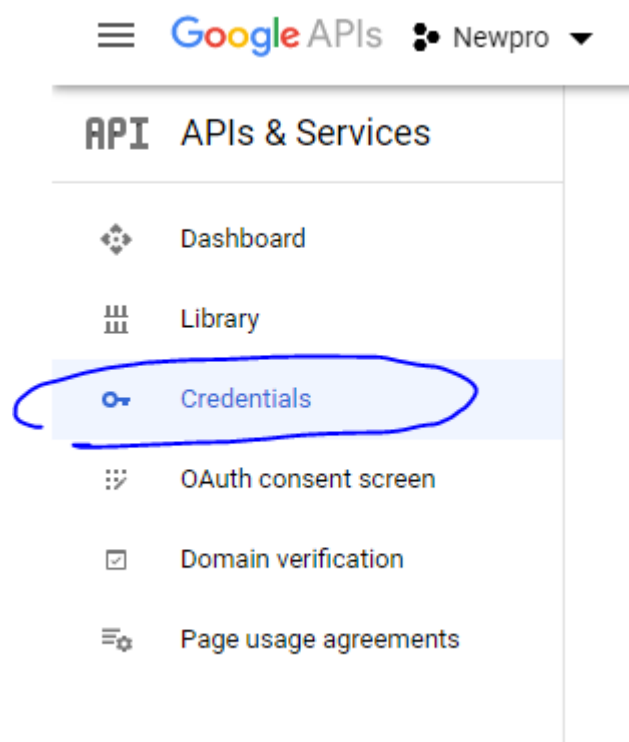 Google APIs Newpro
API APIs & Services
Dashboard
Library
Credentials
OAuth consent screen
Domain verification
Page usage agreements